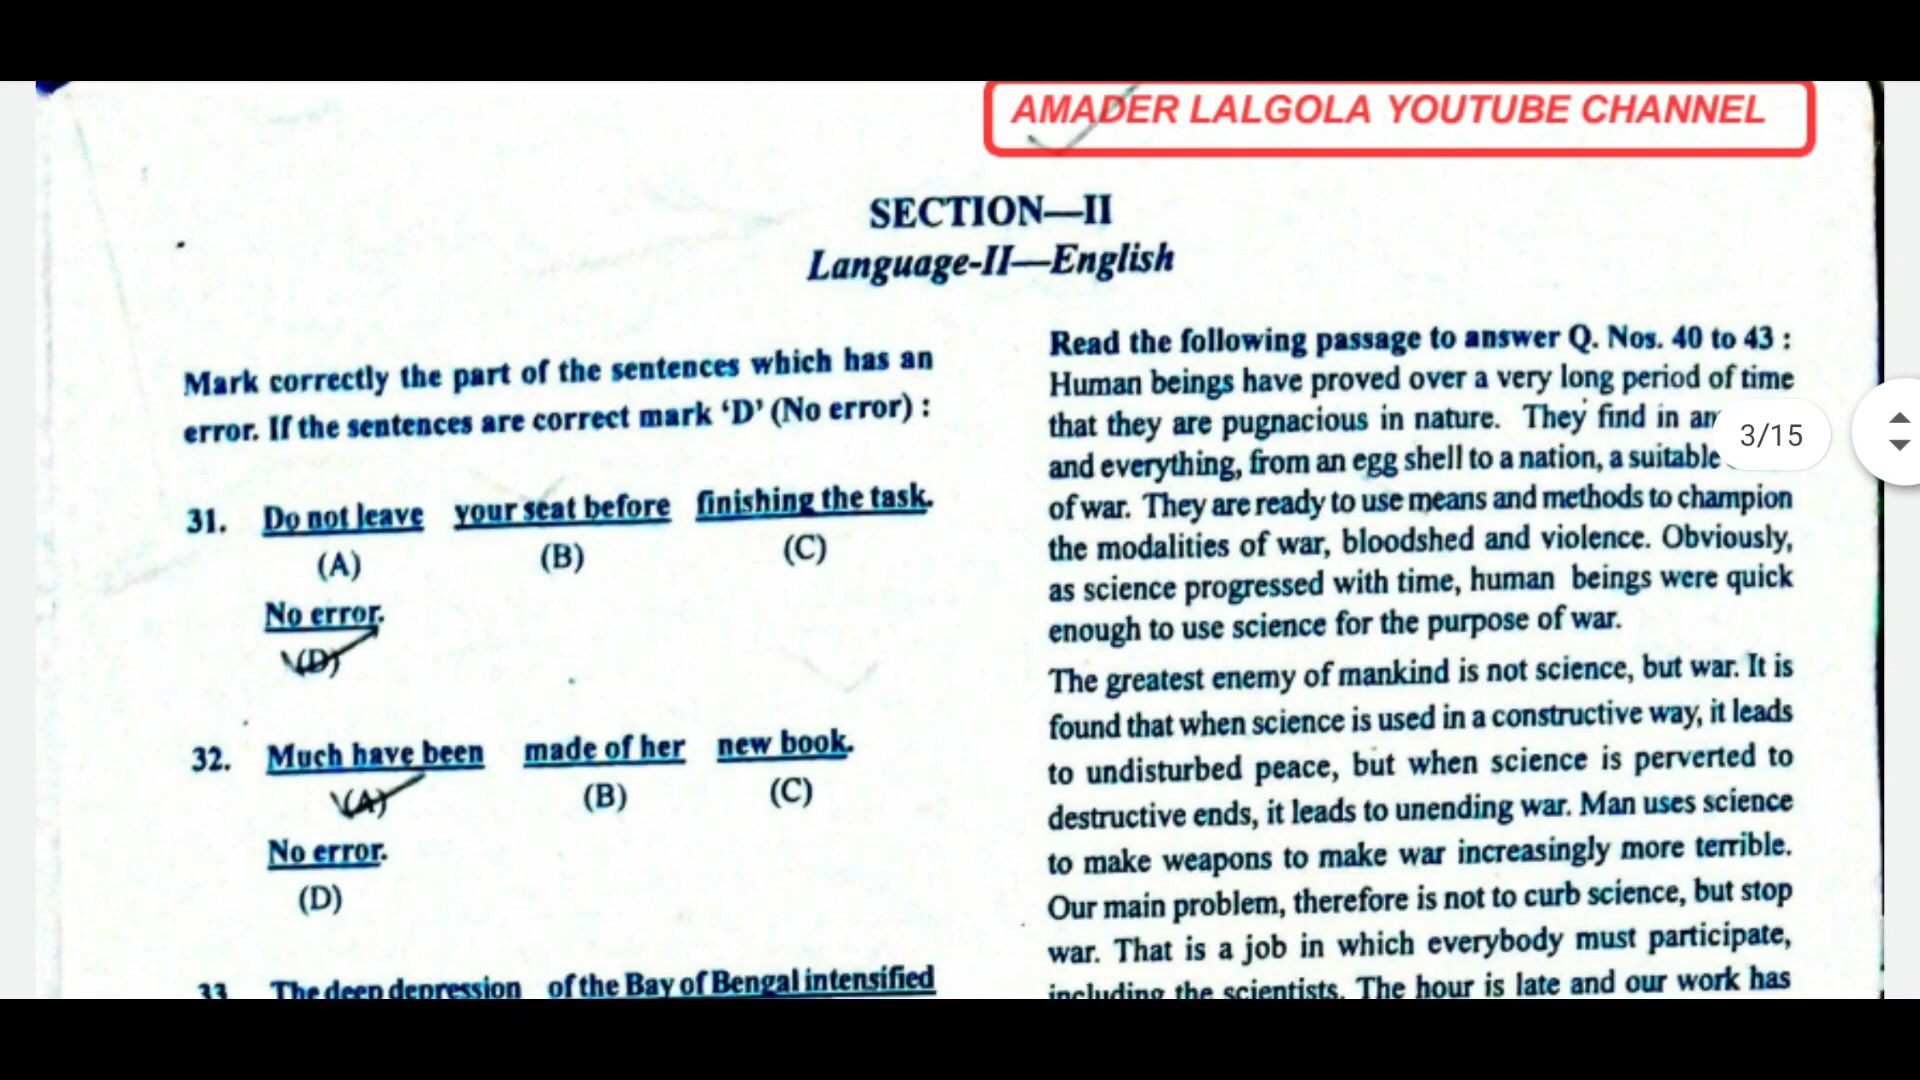 AMADER LALGOLA YOUTUBE CHANNEL
SECTION—II
Language-II—English
Mark correctly the part of the sentences which has an
error. If the sentences are correct mark ‘D’ (No error) :
31. Do not leave your seat before finishing the task.
(A) (B) (C)
No error.
(D)
32. Much have been made of her new book.
(A) (B) (C)
No error.
(D)
33 The deep depression of the Bay of Bengal intensified
Read the following passage to answer Q. Nos. 40 to 43 :
Human beings have proved over a very long period of time
that they are pugnacious in nature. They find in
and everything, from an egg shell to a nation, a suitable
of war. They are ready to use means and methods to champion
the modalities of war, bloodshed and violence. Obviously,
as science progressed with time, human beings were quick
enough to use science for the purpose of war.
The greatest enemy of mankind is not science, but war. It is
found that when science is used in a constructive way, it leads
to undisturbed peace, but when science is perverted to
destructive ends, it leads to unending war. Man uses science
to make weapons to make war increasingly more terrible.
Our main problem, therefore is not to curb science, but stop
war. That is a job in which everybody must participate,
including the scientists. The hour is late and our work has
3/15